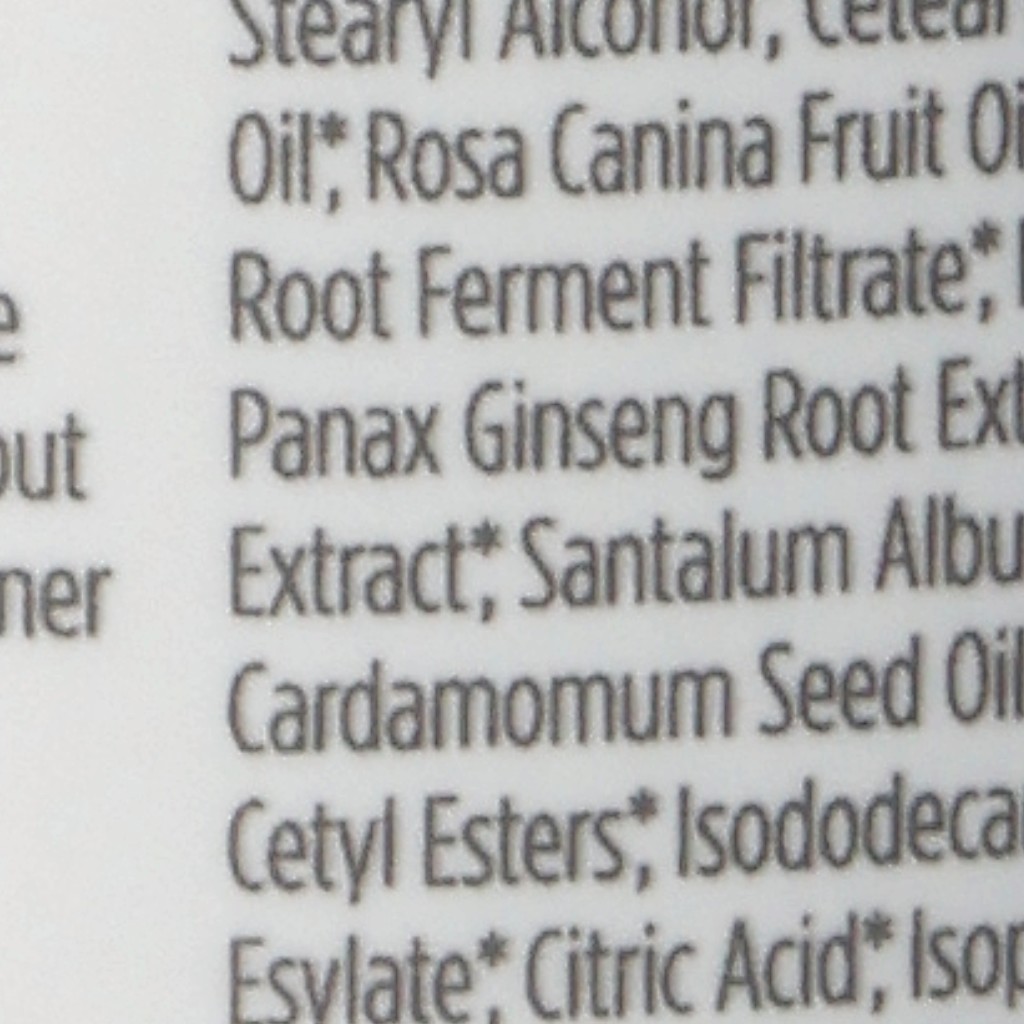 Stearyl Alcohol,
Oil*, Rosa Canina Fruit Oi
e
Root Ferment Filtrate*,
out
Panax Ginseng Root Ext
ner
Extract*, Santalum Albu
Cardamomum Seed Oil
Cetyl Esters*, Isododeca
Esylate*, Citric Acid*, Isop